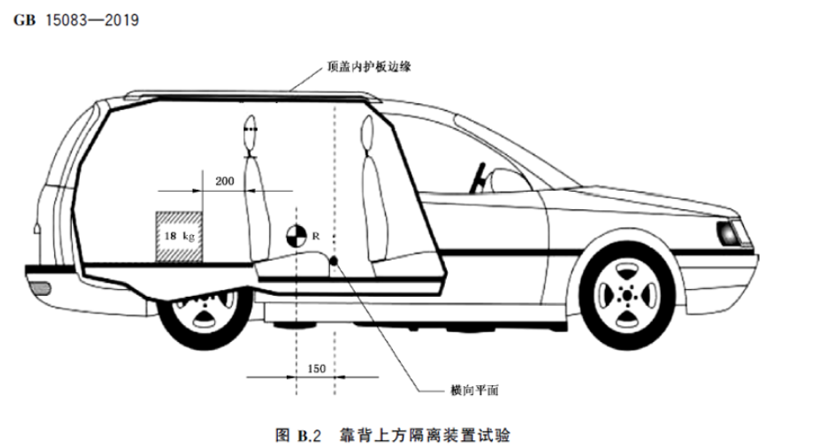 GB 15083—2019
顶盖内护板边缘
200
18 kg
R
150
横向平面
图 B.2 靠背上方隔离装置试验